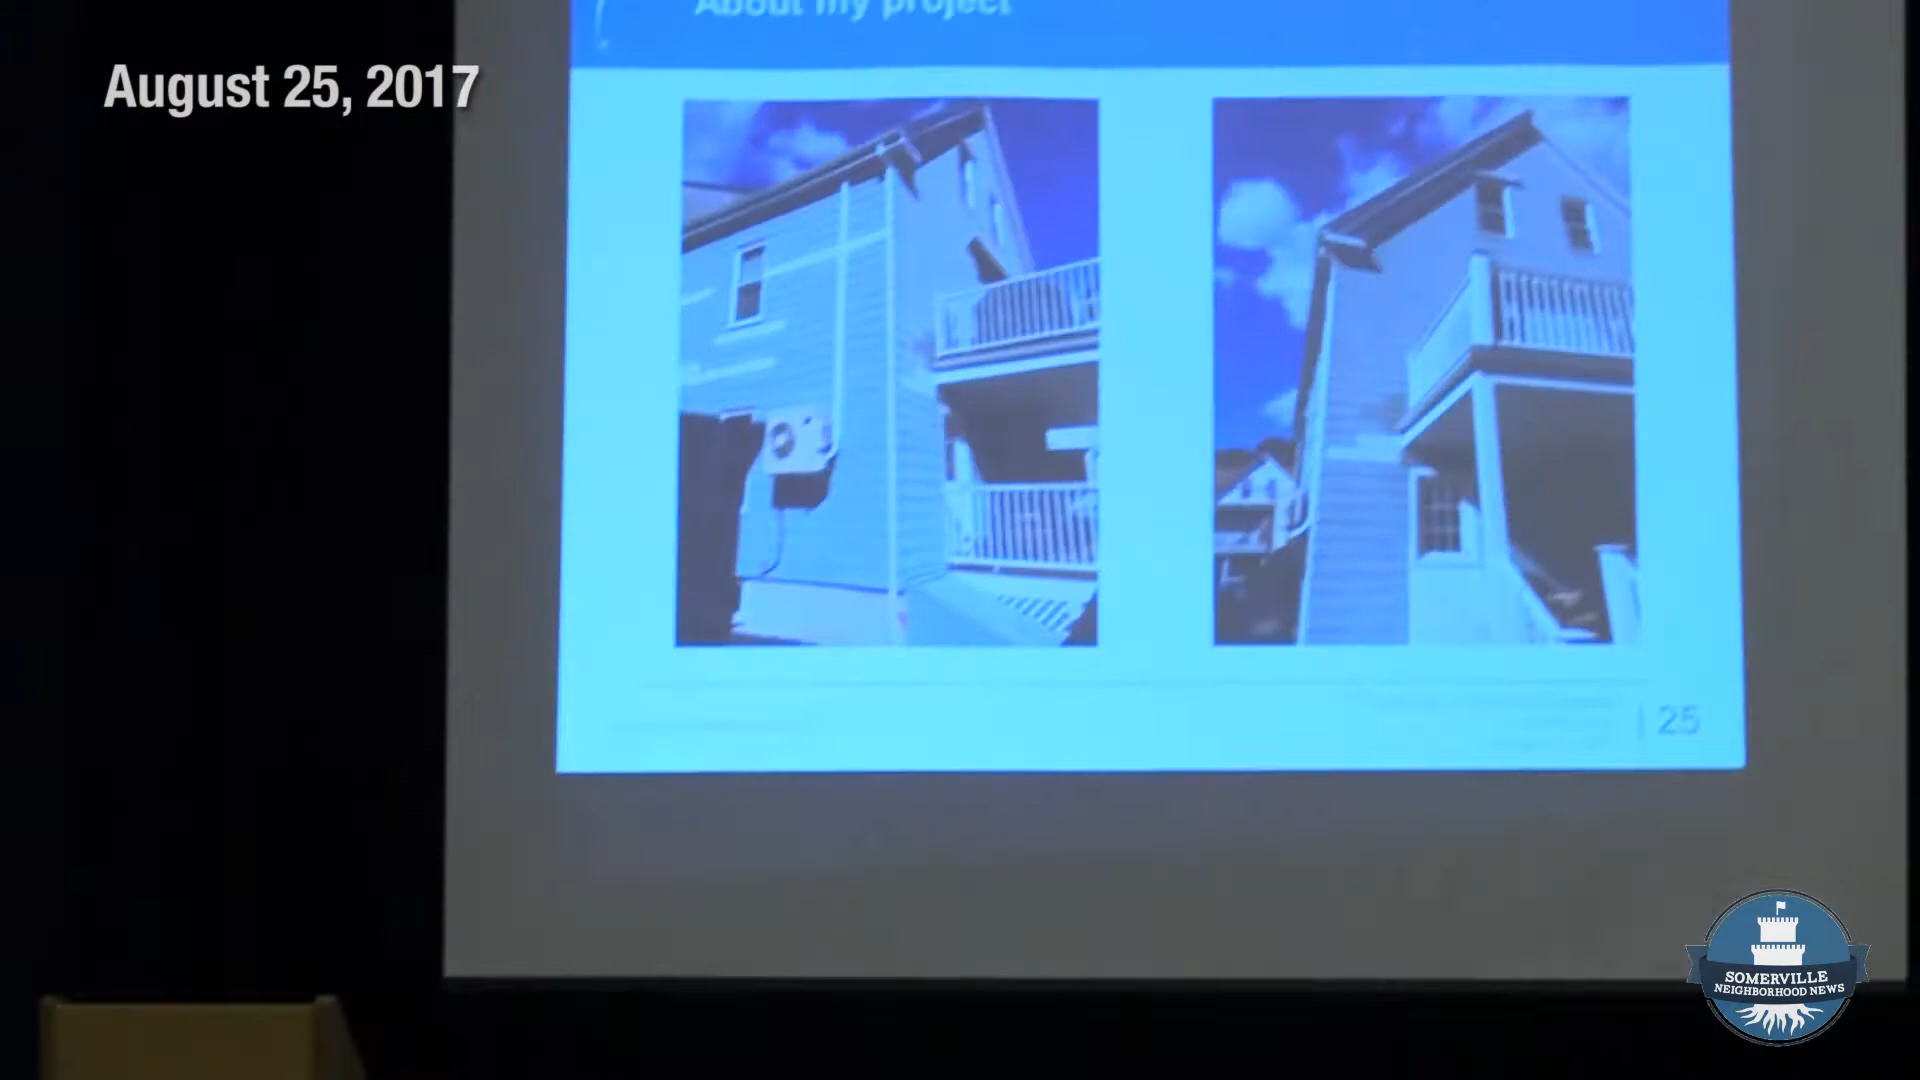 About my project
August 25, 2017
25
SOMERVILLE
NEIGHBORHOOD NEWS